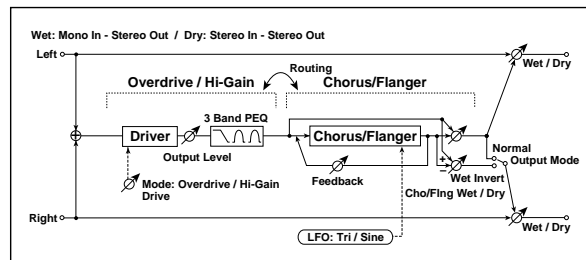 Wet: Mono In - Stereo Out / Dry: Stereo In - Stereo Out
Left
Wet / Dry
Routing
Overdrive / Hi-Gain
Chorus/Flanger
3 Band PEQ
Driver
Chorus/Flanger
Normal
Output Level
Output Mode
+
−
Feedback
Wet Invert
Mode: Overdrive / Hi-Gain
Drive
Cho/Flng Wet / Dry
Right
LFO: Tri / Sine
Wet / Dry